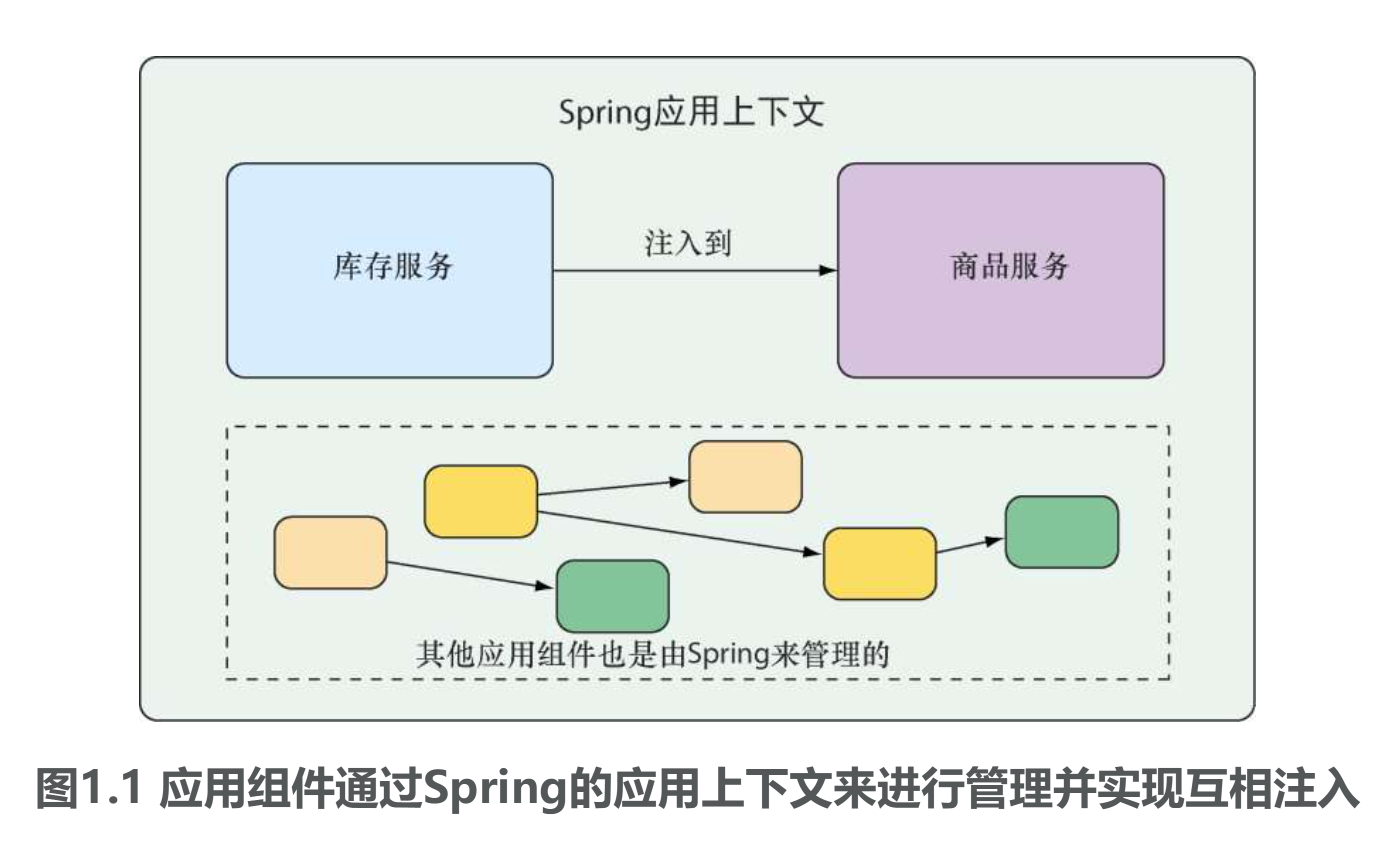 Spring应用上下文
库存服务
注入到
商品服务
其他应用组件也是由Spring来管理的
图1.1 应用组件通过Spring的应用上下文来进行管理并实现互相注入